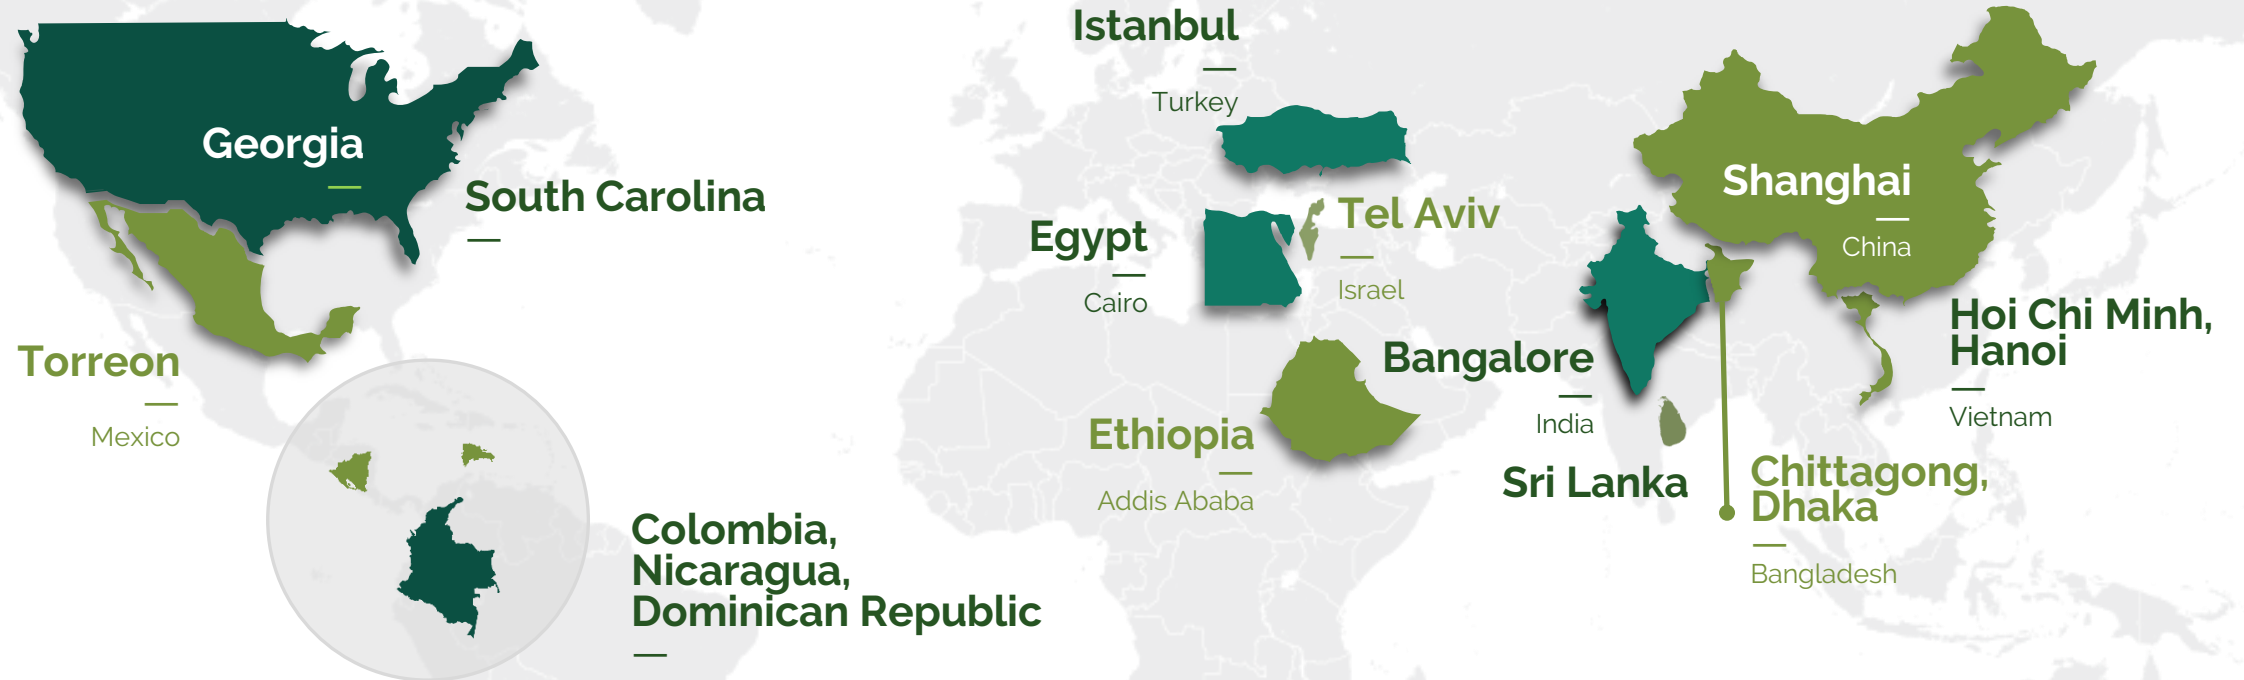 Georgia
South Carolina
Torreon
Mexico
Colombia,
Nicaragua,
Dominican Republic
Istanbul
Turkey
Egypt
Cairo
Tel Aviv
Israel
Ethiopia
Addis Ababa
Bangalore
India
Sri Lanka
Shanghai
China
Hoi Chi Minh,
Hanoi
Vietnam
Chittagong,
Dhaka
Bangladesh